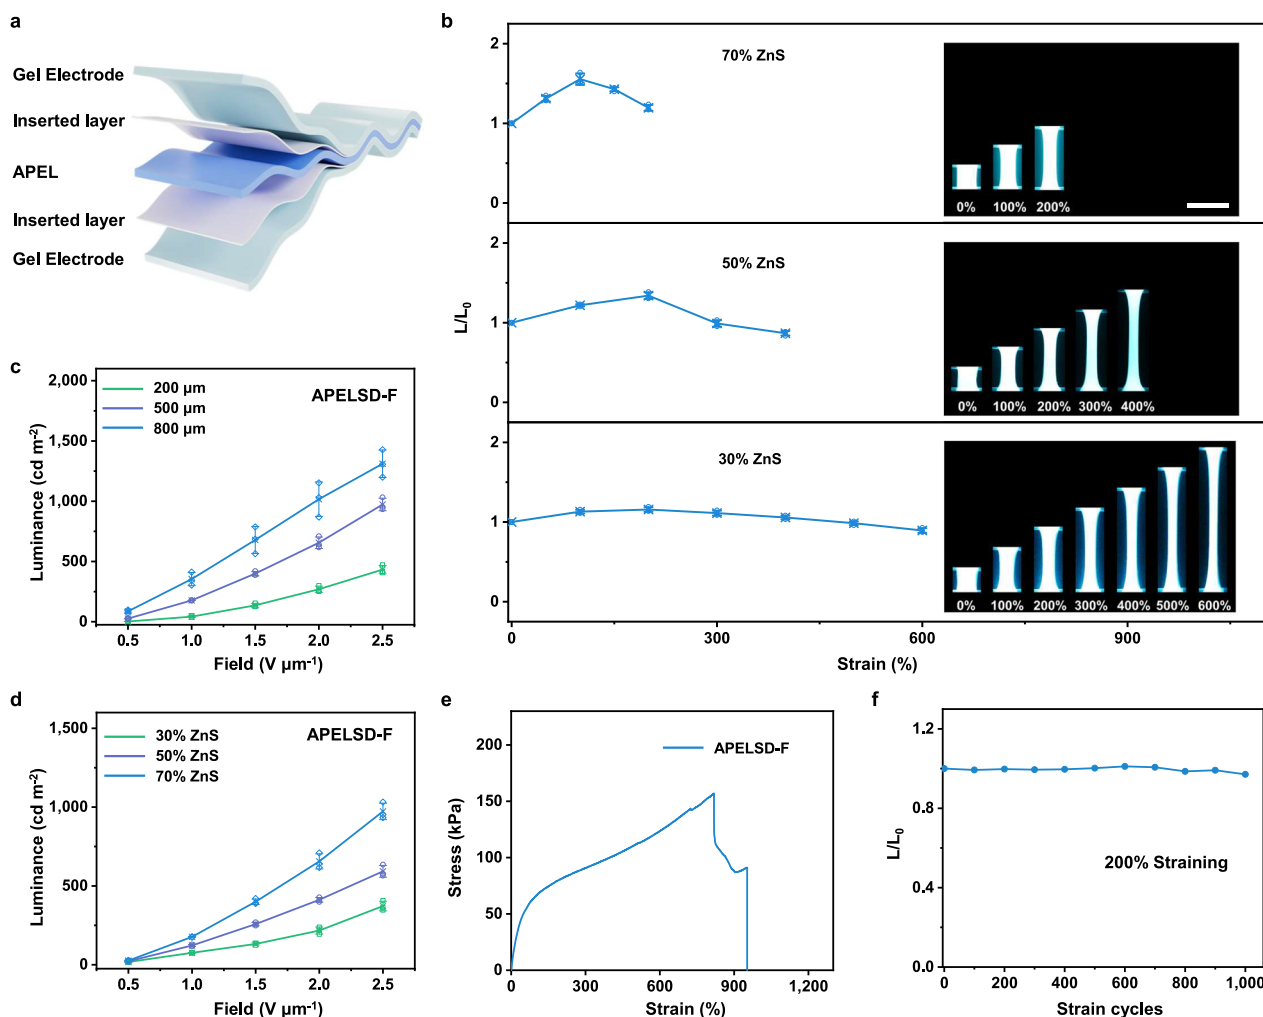 a
Gel Electrode
Inserted layer
APEL
Inserted layer
Gel Electrode
b
2
1
0
70% ZnS
0% 100% 200%
2
1
0
50% ZnS
0% 100% 200% 300% 400%
2
1
0
30% ZnS
0% 100% 200% 300% 400% 500% 600%
L/L0
0 300 600 900
Strain (%)
c
2,000
1,500
1,000
500
0
200 μm
500 μm
800 μm
APELSD-F
Luminance (cd m-2)
0.5 1.0 1.5 2.0 2.5
Field (V μm-1)
d
1,500
1,000
500
0
30% ZnS
50% ZnS
70% ZnS
APELSD-F
Luminance (cd m-2)
0.5 1.0 1.5 2.0 2.5
Field (V μm-1)
e
200
150
100
50
0
APELSD-F
Stress (kPa)
0 300 600 900 1,200
Strain (%)
f
1.2
0.8
0.4
0.0
L/L0
200% Straining
0 200 400 600 800 1,000
Strain cycles